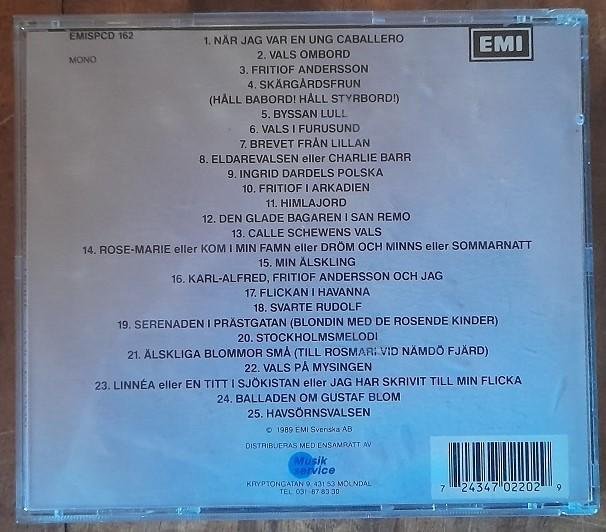 EMISPCD 162
MONO
EMI
1. NÄR JAG VAR EN UNG CABALLERO
2. VALS OMBORD
3. FRITIOF ANDERSSON
4. SKÄRGÅRDSFRUN
(HÅLL BABORD! HÅLL STYRBORD!)
5. BYSSAN LULL
6. VALS I FURUSUND
7. BREVET FRÅN LILLAN
8. ELDAREVALSEN eller CHARLIE BARR
9. INGRID DARDELS POLSKA
10. FRITIOF I ARKADIEN
11. HIMLAJORD
12. DEN GLADE BAGAREN I SAN REMO
13. CALLE SCHEWENS VALS
14. ROSE-MARIE eller KOM I MIN FAMN eller DRÖM OCH MINNS eller SOMMARNATT
15. MIN ÄLSKLING
16. KARL-ALFRED, FRITIOF ANDERSSON OCH JAG
17. FLICKAN I HAVANNA
18. SVARTE RUDOLF
19. SERENADEN I PRÄSTGATAN (BLONDIN MED DE ROSENDE KINDER)
20. STOCKHOLMSMELODI
21. ÄLSKLIGA BLOMMOR SMÅ (TILL ROSMARI VID NÄMDÖ FJÄRD)
22. VALS PÅ MYSINGEN
23. LINNÉA eller EN TITT I SJÖKISTAN eller JAG HAR SKRIVIT TILL MIN FLICKA
24. BALLADEN OM GUSTAF BLOM
25. HAVSÖRNSVALSEN
© 1989 EMI Svenska AB
DISTRIBUERAS MED ENSAMRÄTT AV
Musik
service
KRYPTONGATAN 9, 431 53 MÖLNDAL
TEL. 031-87 83 30
7 24347 02202 9